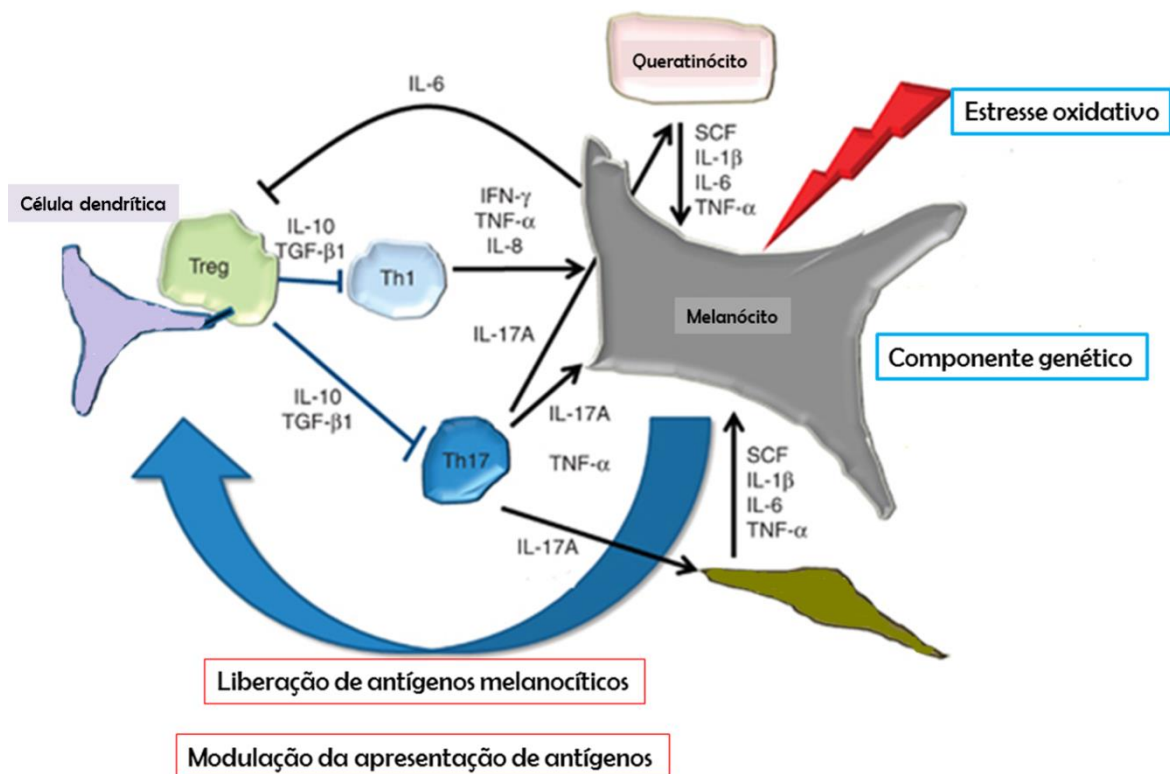 Queratinócito
IL-6
Estresse oxidativo
SCF
IL-1β
IL-6
TNF-α
Célula dendrítica
IFN-γ
TNF-α
IL-8
IL-10
TGF-β1
Treg
Th1
Melanócito
IL-17A
Componente genético
IL-10
TGF-β1
IL-17A
Th17
TNF-α
SCF
IL-1β
IL-6
TNF-α
IL-17A
Liberação de antígenos melanocíticos
Modulação da apresentação de antígenos